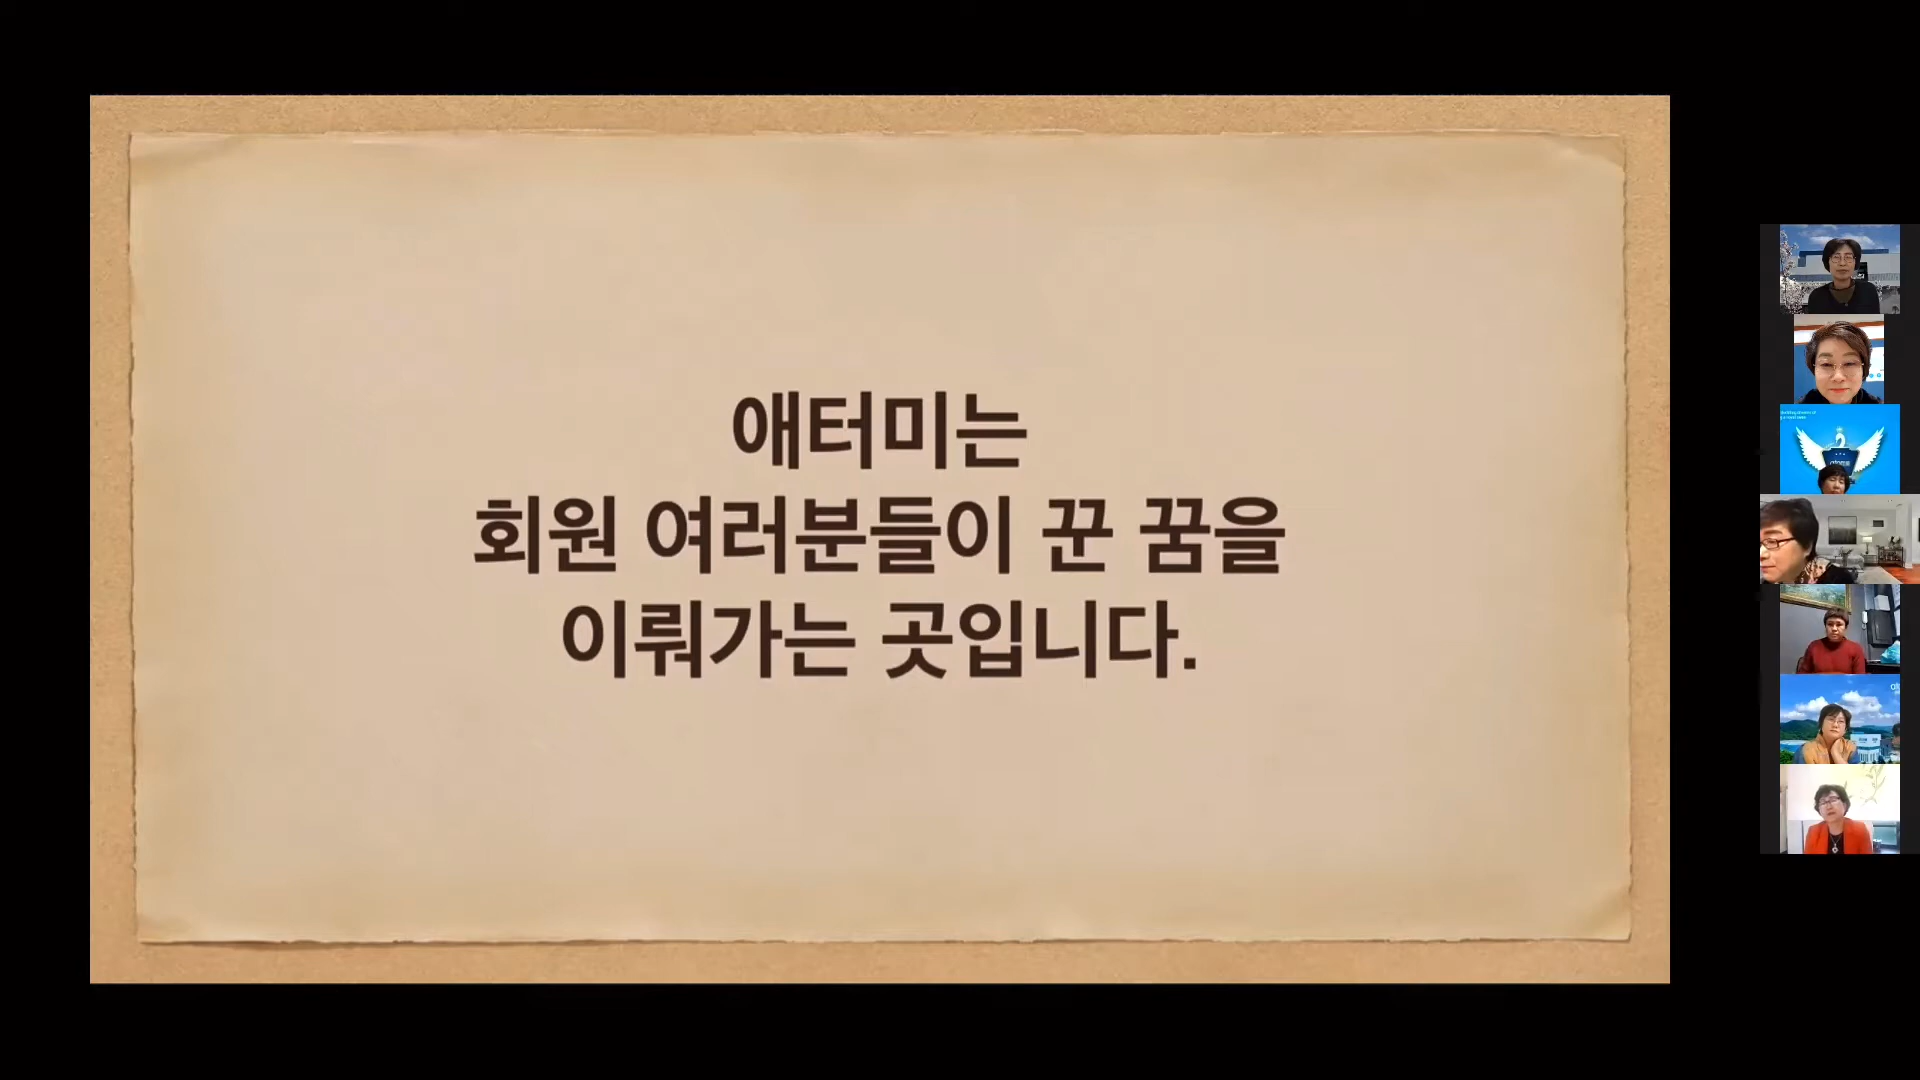 애터미는
회원 여러분들이 꾼 꿈을
이뤄가는 곳입니다.